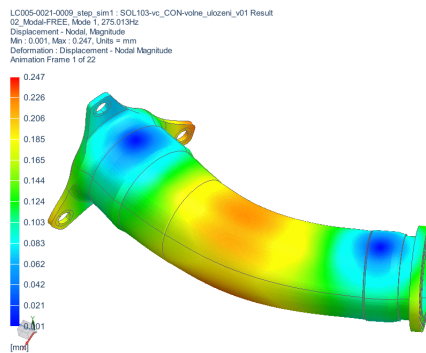 LC005-0021-0009_step_sim1 : SOL103-vc_CON-volne_ulozeni_v01 Result
02_Modal-FREE, Mode 1, 275.013Hz
Displacement - Nodal, Magnitude
Min : 0.001, Max : 0.247, Units = mm
Deformation : Displacement - Nodal Magnitude
Animation Frame 1 of 22
0.247
0.226
0.206
0.185
0.165
0.144
0.124
0.103
0.083
0.062
0.042
0.021
0.001
[mm]